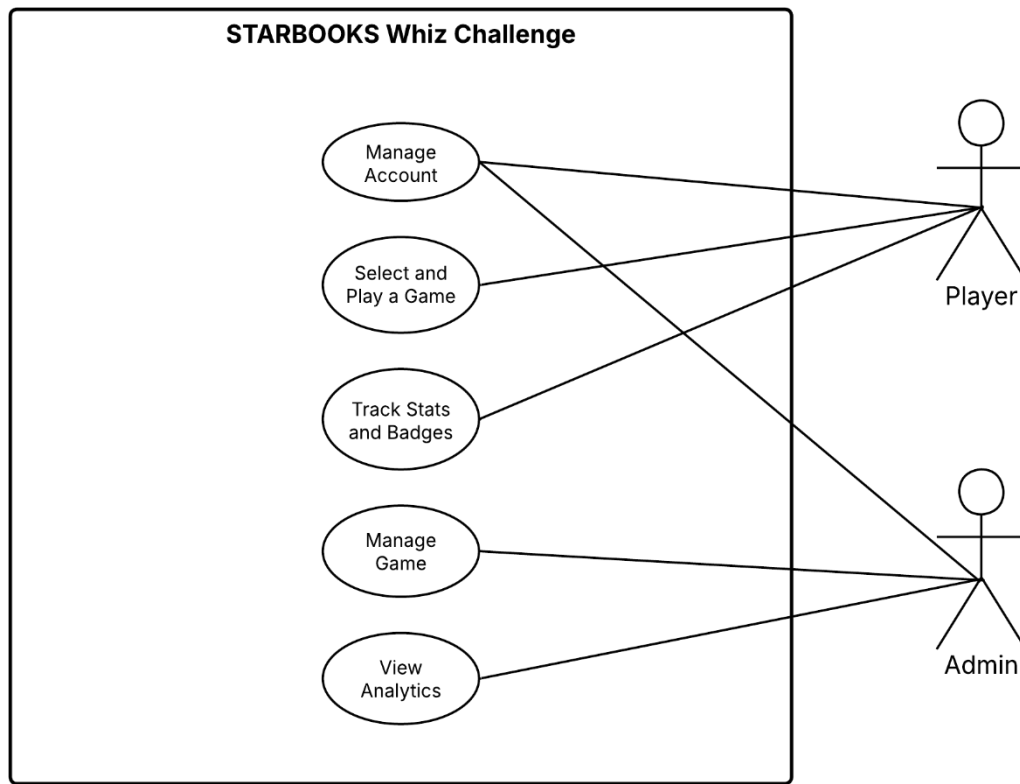 STARBOOKS Whiz Challenge
Manage
Account
Select and
Play a Game
Player
Track Stats
and Badges
Manage
Game
Admin
View
Analytics